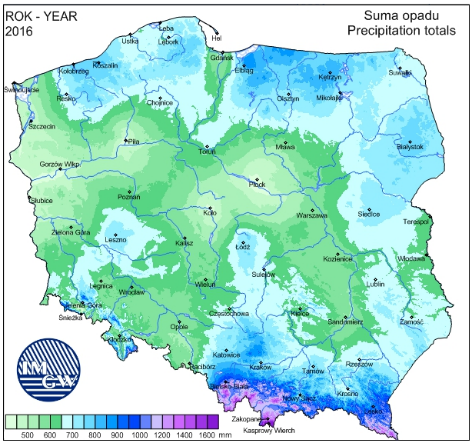 ROK - YEAR
2016
Suma opadu
Precipitation totals
Łeba
Ustka
Lębork
Hel
Gdańsk
Koszalin
Kołobrzeg
Elbląg
Kętrzyn
Suwałki
Świnoujście
Resko
Chojnice
Olsztyn
Mikołajki
Szczecin
Piła
Toruń
Mława
Białystok
Gorzów Wlkp.
Płock
Słubice
Poznań
Koło
Warszawa
Siedlce
Terespol
Zielona Góra
Leszno
Kalisz
Łódź
Kozienice
Włodawa
Sulejów
Legnica
Wrocław
Wieluń
Lublin
Jelenia Góra
Śnieżka
Częstochowa
Kielce
Sandomierz
Zamość
Kłodzko
Opole
Katowice
Kraków
Racibórz
Tarnów
Rzeszów
Bielsko-Biała
Nowy Sącz
Krosno
Lesko
Zakopane
Kasprowy Wierch
IMGW
500 600 700 800 900 1000 1200 1400 1600 mm